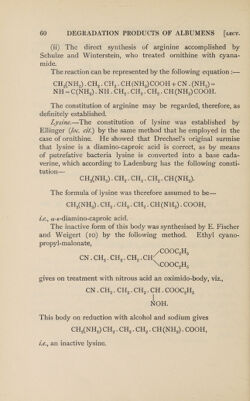 60 DEGRADATION PRODUCTS OF ALBUMENS [LECT.
(ii) The direct synthesis of arginine accomplished by
Schulze and Winterstein, who treated ornithine with cyana-
mide.
The reaction can be represented by the following equation :—
CH₂(NH₂) . CH₂ . CH₂ . CH(NH₂)COOH + CN . (NH₂) =
NH = C(NH₂) . NH . CH₂ . CH₂ . CH₂ . CH(NH₂) COOH.
The constitution of arginine may be regarded, therefore, as
definitely established.
Lysine.—The constitution of lysine was established by
Ellinger (loc. cit.) by the same method that he employed in the
case of ornithine. He showed that Drechsel's original surmise
that lysine is a diamino-caproic acid is correct, as by means
of putrefactive bacteria lysine is converted into a base cada-
verine, which according to Ladenburg has the following consti-
tution—
CH₂(NH₂) . CH₂ . CH₂ . CH₂ . CH(NH₂).
The formula of lysine was therefore assumed to be—
CH₂(NH₂) . CH₂ . CH₂ . CH₂ . CH(NH₂) . COOH,
i.e., α-ε-diamino-caproic acid.
The inactive form of this body was synthesised by E. Fischer
and Weigert (10) by the following method. Ethyl cyano-
propyl-malonate,
COOC₂H₅
CN . CH₂ . CH₂ . CH₂ . CH
COOC₂H₅
gives on treatment with nitrous acid an oximido-body, viz.,
CN . CH₂ . CH₂ . CH₂ . CH . COOC₂H₅
NOH.
This body on reduction with alcohol and sodium gives
CH₂(NH₂) CH₂ . CH₂ . CH₂ . CH(NH₂) . COOH,
i.e., an inactive lysine.